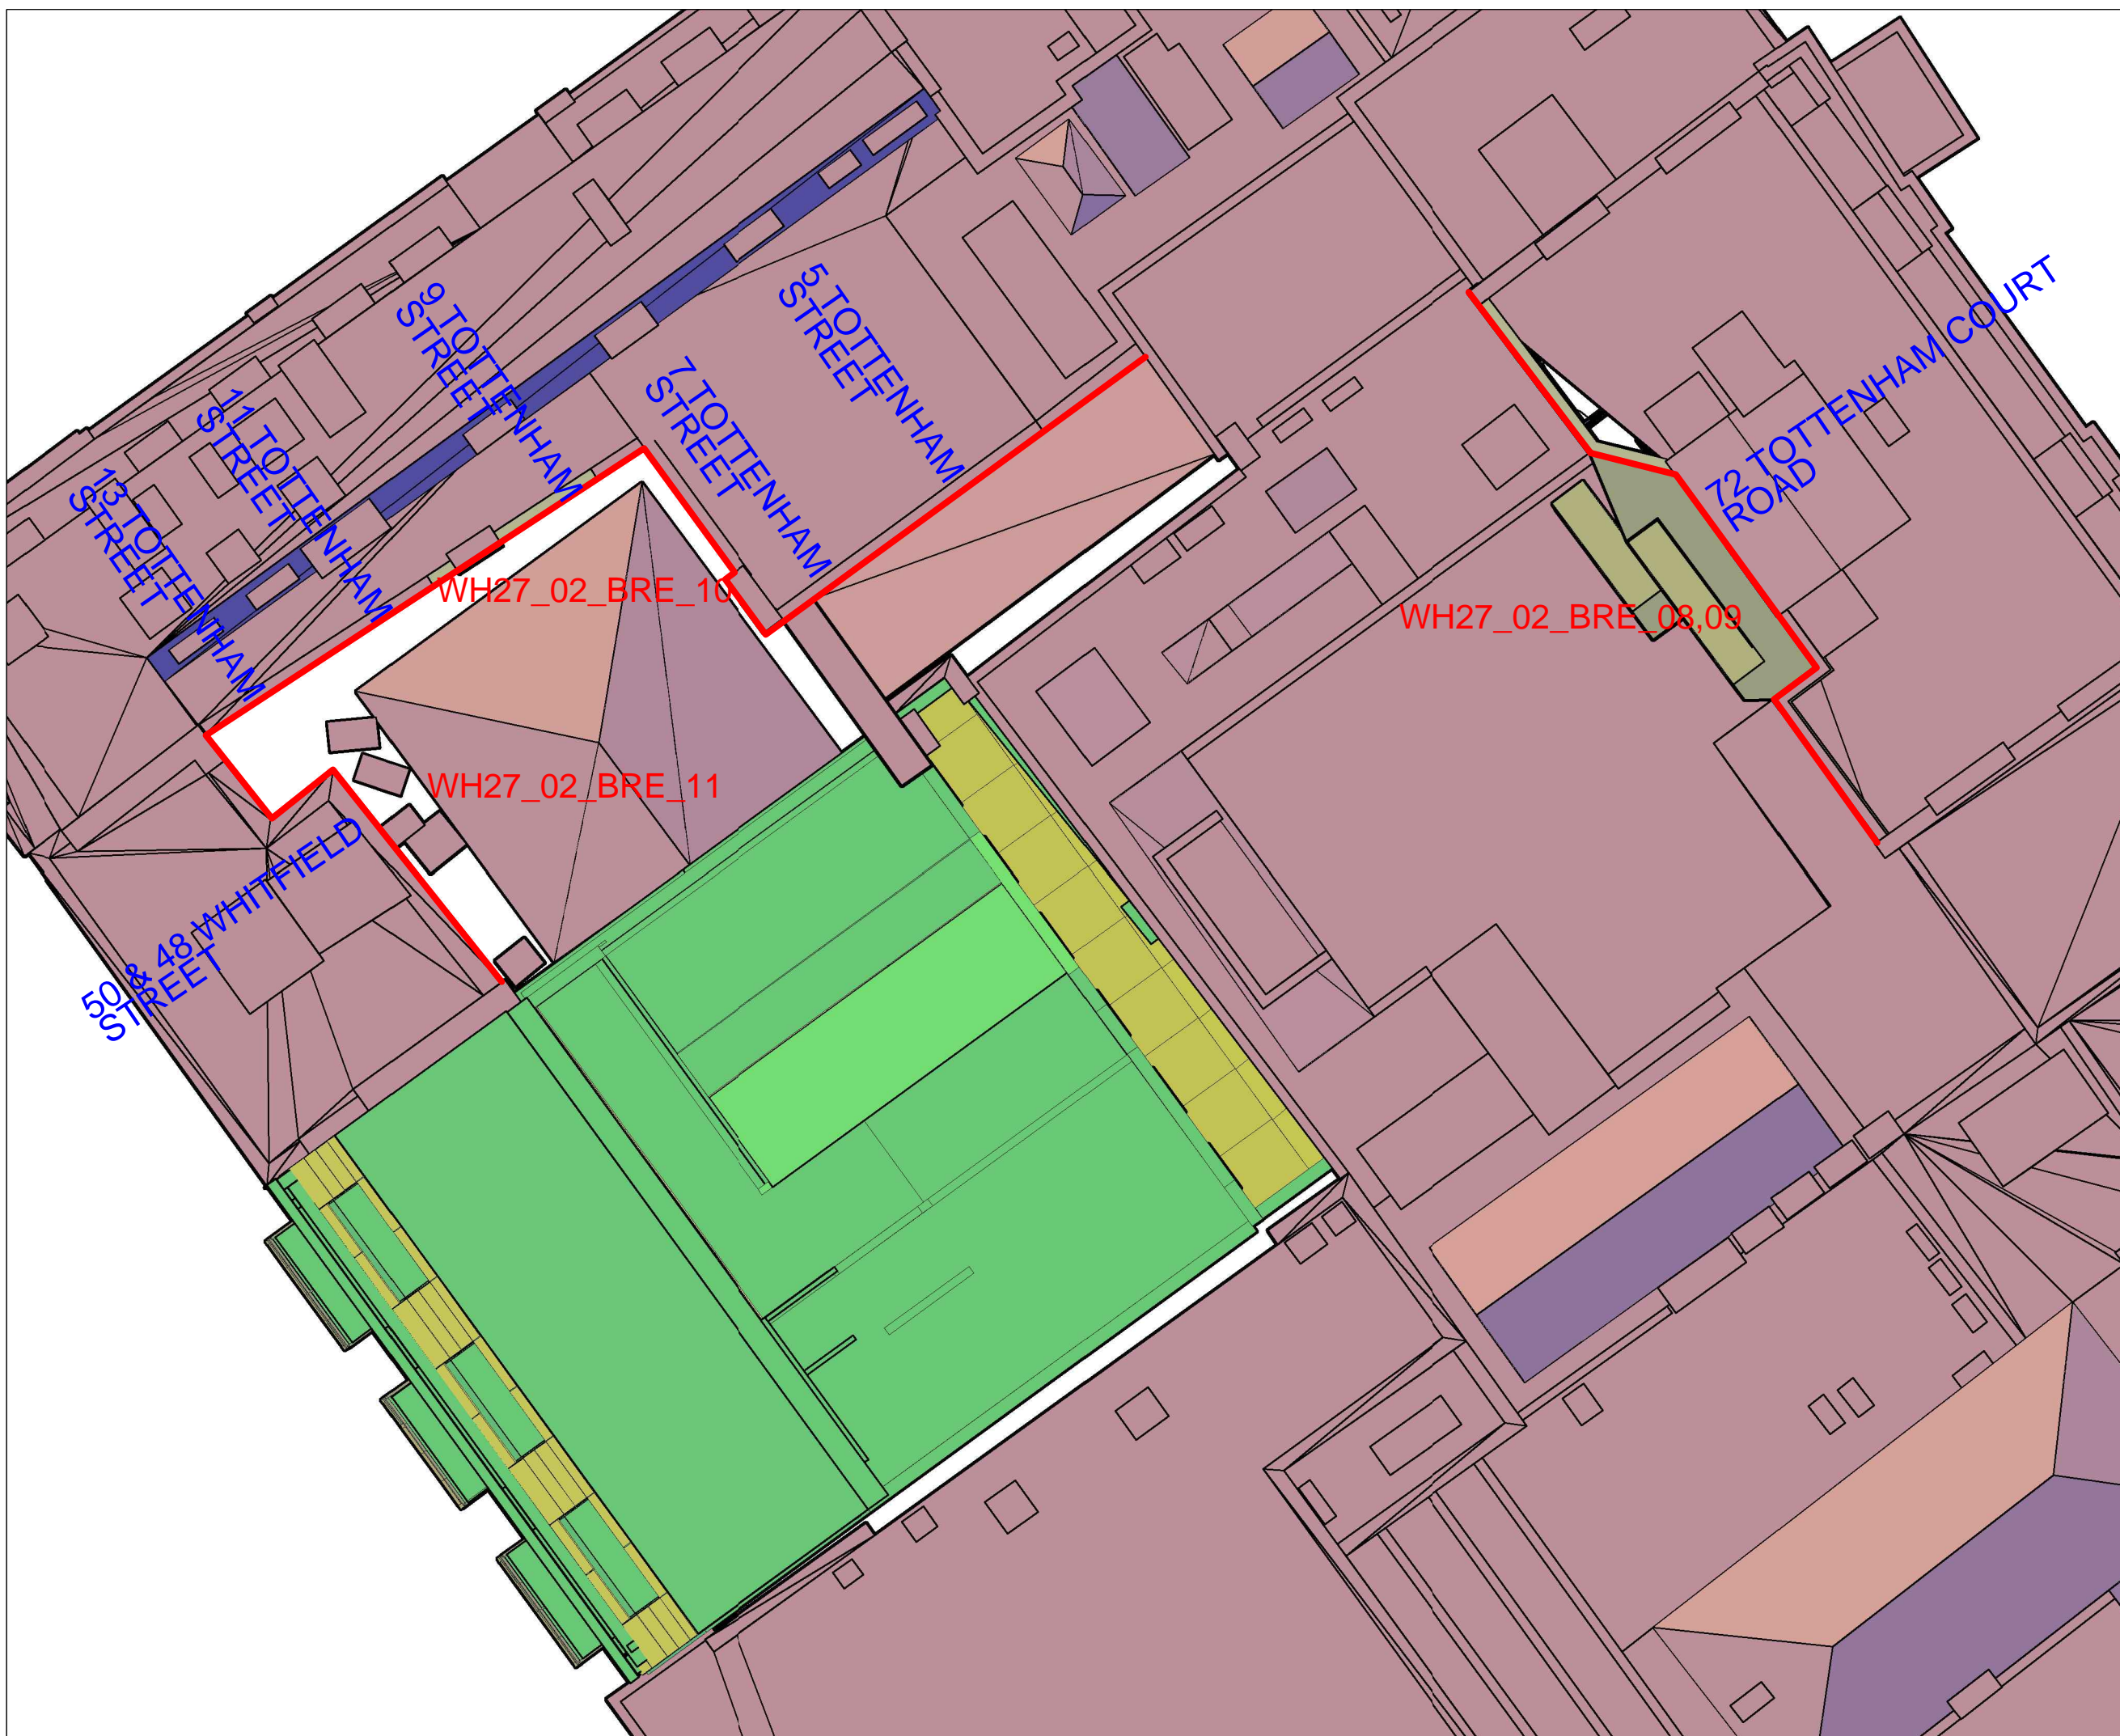 5 TOTTENHAM
STREET
7 TOTTENHAM
STREET
9 TOTTENHAM
STREET
11 TOTTENHAM
STREET
13 TOTTENHAM
STREET
72 TOTTENHAM COURT
ROAD
WH27_02_BRE_10
WH27_02_BRE_08,09
WH27_02_BRE_11
50 & 48 WHITFIELD
STREET